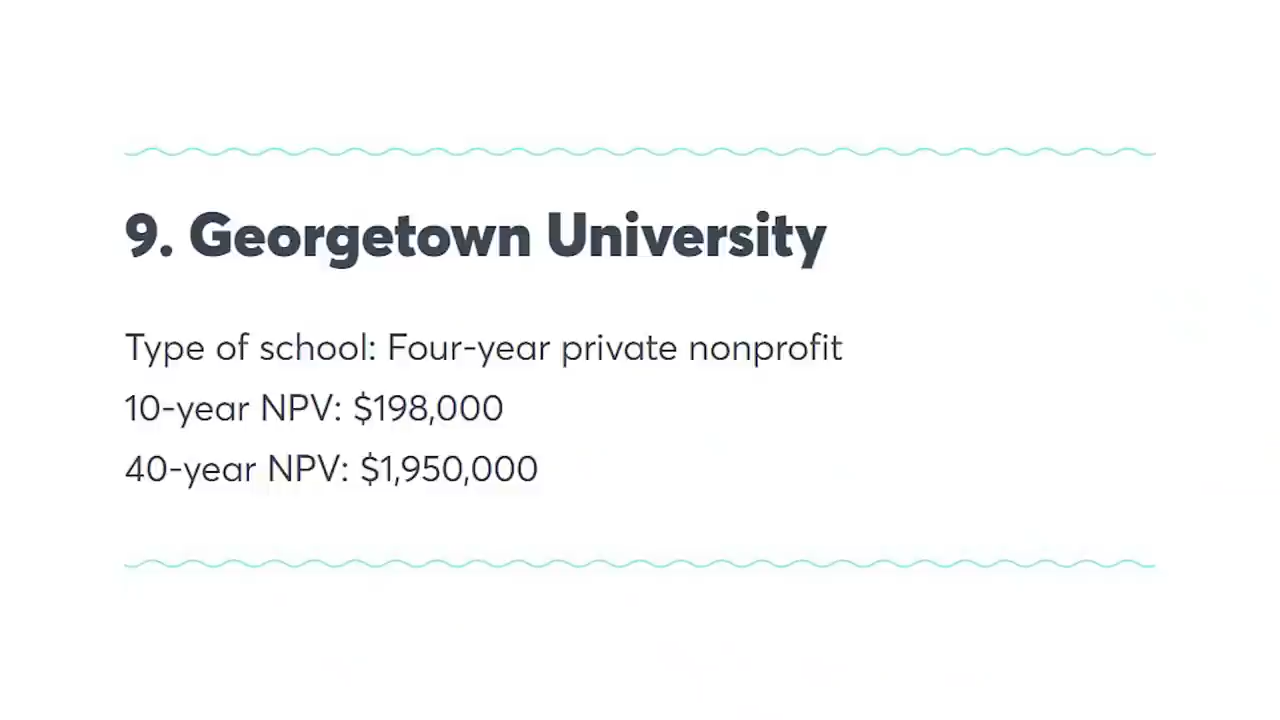 9. Georgetown University
Type of school: Four-year private nonprofit
10-year NPV: $198,000
40-year NPV: $1,950,000